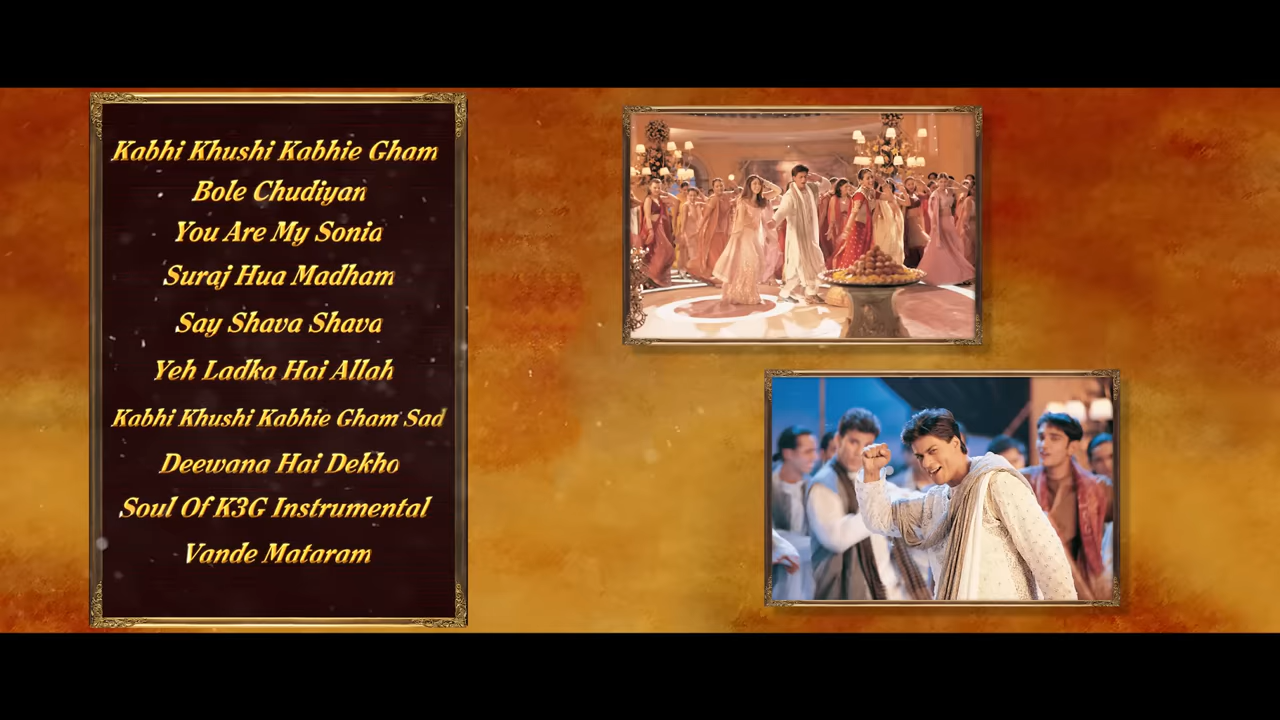 Kabhi Khushi Kabhie Gham
Bole Chudiyan
You Are My Sonia
Suraj Hua Madham
Say Shava Shava
Yeh Ladka Hai Allah
Kabhi Khushi Kabhie Gham Sad
Deewana Hai Dekho
Soul Of K3G Instrumental
Vande Mataram